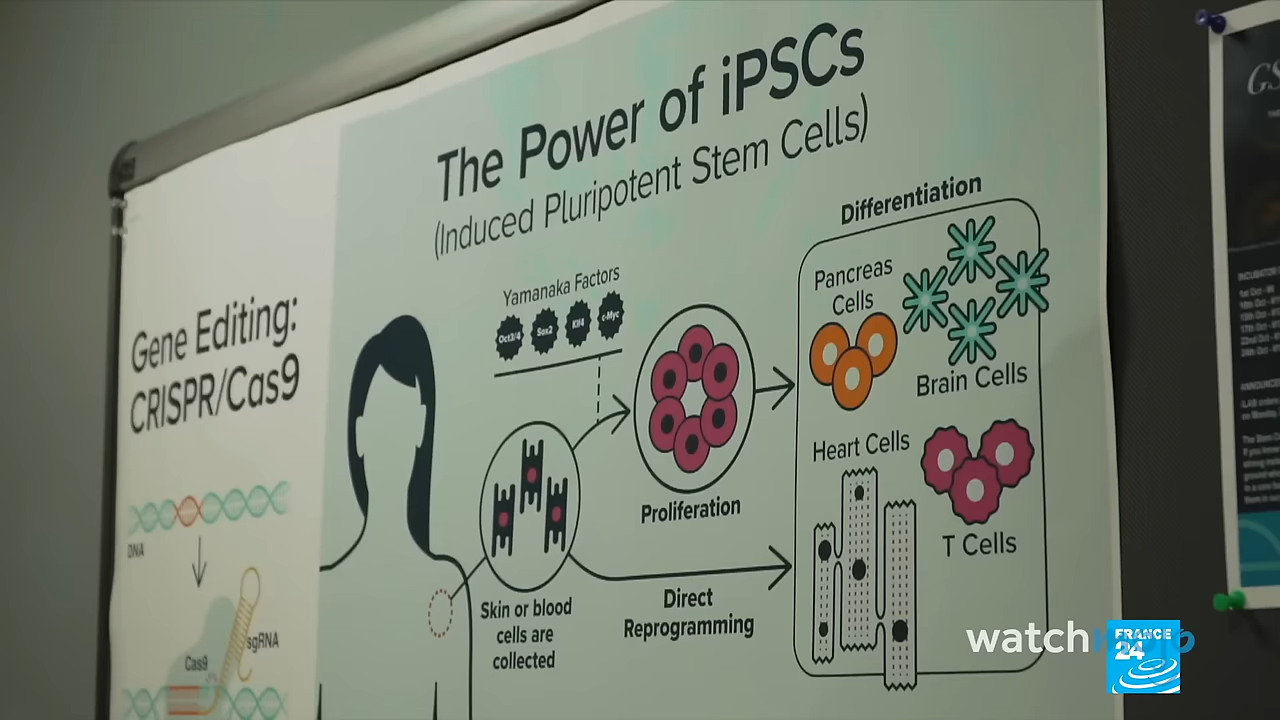 The Power of iPSCs
(Induced Pluripotent Stem Cells)
Gene Editing:
CRISPR/Cas9
DNA
Cas9
sgRNA
Yamanaka Factors
Oct3/4
Sox2
Klf4
c-Myc
Skin or blood
cells are
collected
Proliferation
Direct
Reprogramming
Differentiation
Pancreas
Cells
Brain Cells
Heart Cells
T Cells
watch
FRANCE
24